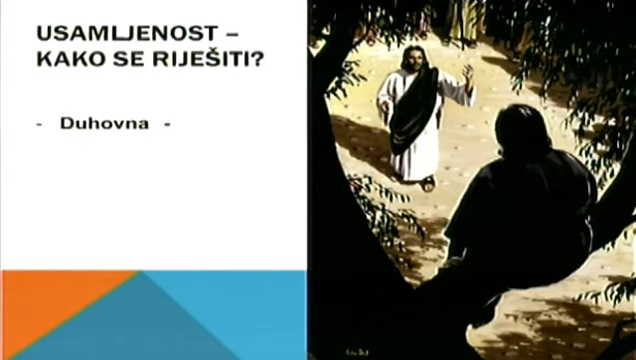 USAMLJENOST –
KAKO SE RIJEŠITI?
- Duhovna -